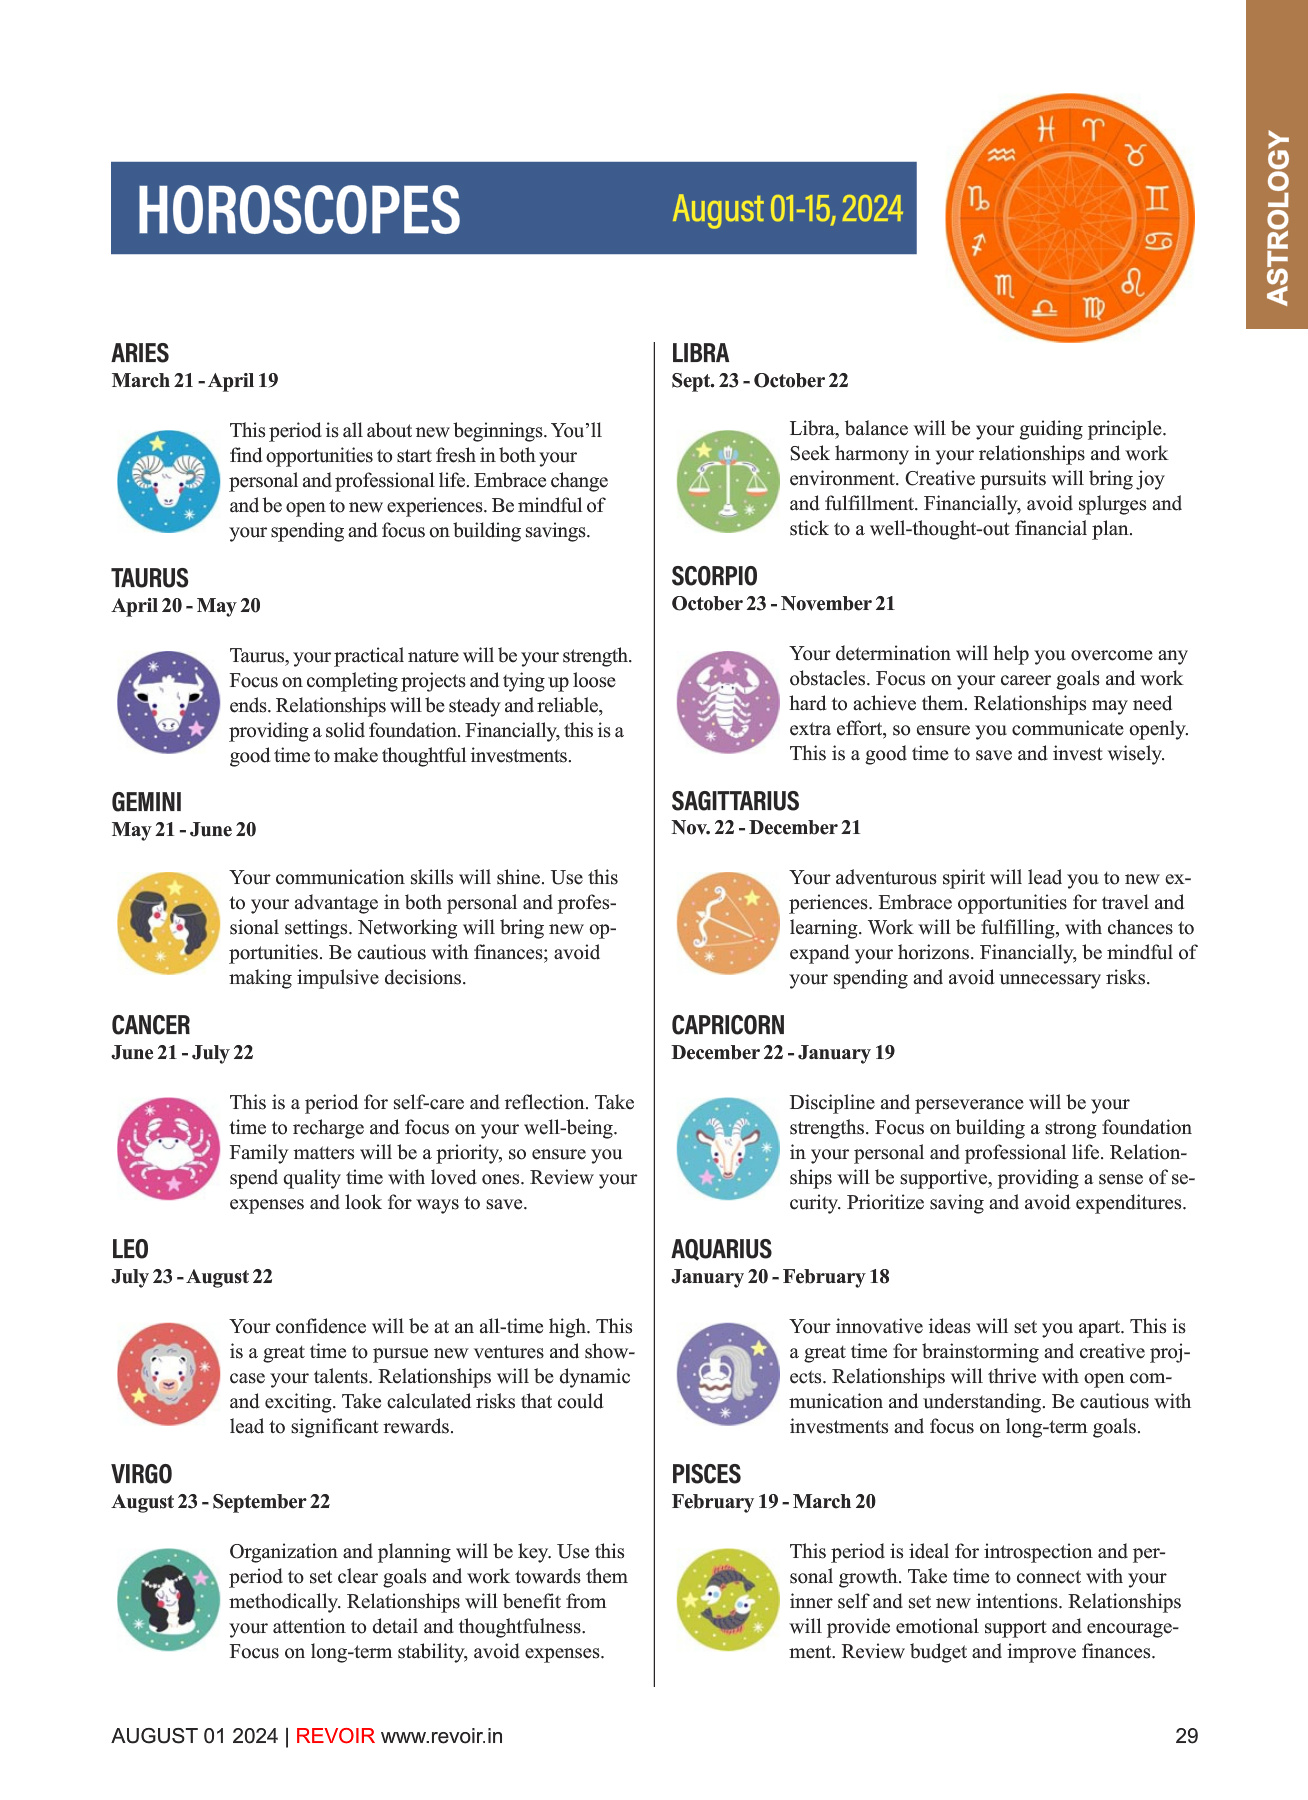 ASTROLOGY
HOROSCOPES
August 01-15, 2024
ARIES
March 21 - April 19
This period is all about new beginnings. You’ll
find opportunities to start fresh in both your
personal and professional life. Embrace change
and be open to new experiences. Be mindful of
your spending and focus on building savings.
TAURUS
April 20 - May 20
Taurus, your practical nature will be your strength.
Focus on completing projects and tying up loose
ends. Relationships will be steady and reliable,
providing a solid foundation. Financially, this is a
good time to make thoughtful investments.
GEMINI
May 21 - June 20
Your communication skills will shine. Use this
to your advantage in both personal and profes-
sional settings. Networking will bring new op-
portunities. Be cautious with finances; avoid
making impulsive decisions.
CANCER
June 21 - July 22
This is a period for self-care and reflection. Take
time to recharge and focus on your well-being.
Family matters will be a priority, so ensure you
spend quality time with loved ones. Review your
expenses and look for ways to save.
LEO
July 23 - August 22
Your confidence will be at an all-time high. This
is a great time to pursue new ventures and show-
case your talents. Relationships will be dynamic
and exciting. Take calculated risks that could
lead to significant rewards.
VIRGO
August 23 - September 22
Organization and planning will be key. Use this
period to set clear goals and work towards them
methodically. Relationships will benefit from
your attention to detail and thoughtfulness.
Focus on long-term stability, avoid expenses.
LIBRA
Sept. 23 - October 22
Libra, balance will be your guiding principle.
Seek harmony in your relationships and work
environment. Creative pursuits will bring joy
and fulfillment. Financially, avoid splurges and
stick to a well-thought-out financial plan.
SCORPIO
October 23 - November 21
Your determination will help you overcome any
obstacles. Focus on your career goals and work
hard to achieve them. Relationships may need
extra effort, so ensure you communicate openly.
This is a good time to save and invest wisely.
SAGITTARIUS
Nov. 22 - December 21
Your adventurous spirit will lead you to new ex-
periences. Embrace opportunities for travel and
learning. Work will be fulfilling, with chances to
expand your horizons. Financially, be mindful of
your spending and avoid unnecessary risks.
CAPRICORN
December 22 - January 19
Discipline and perseverance will be your
strengths. Focus on building a strong foundation
in your personal and professional life. Relation-
ships will be supportive, providing a sense of se-
curity. Prioritize saving and avoid expenditures.
AQUARIUS
January 20 - February 18
Your innovative ideas will set you apart. This is
a great time for brainstorming and creative proj-
ects. Relationships will thrive with open com-
munication and understanding. Be cautious with
investments and focus on long-term goals.
PISCES
February 19 - March 20
This period is ideal for introspection and per-
sonal growth. Take time to connect with your
inner self and set new intentions. Relationships
will provide emotional support and encourage-
ment. Review budget and improve finances.
AUGUST 01 2024 | REVOIR www.revoir.in
29